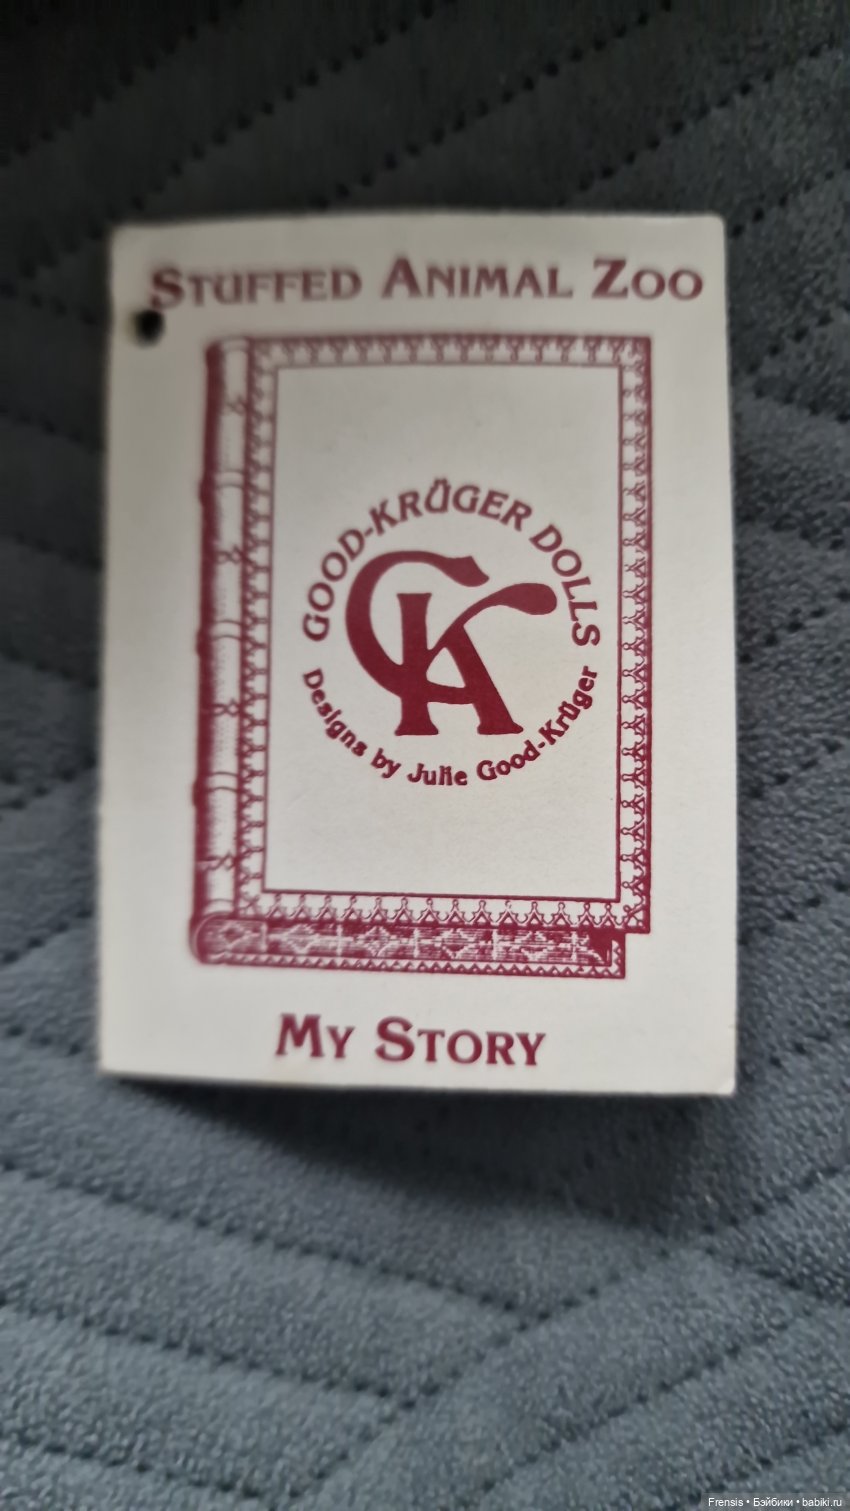 STUFFED ANIMAL ZOO
GOOD-KRÜGER DOLLS
GK
Designs by Julie Good-Krüger
MY STORY
Frensis • Бэйбики • babiki.ru